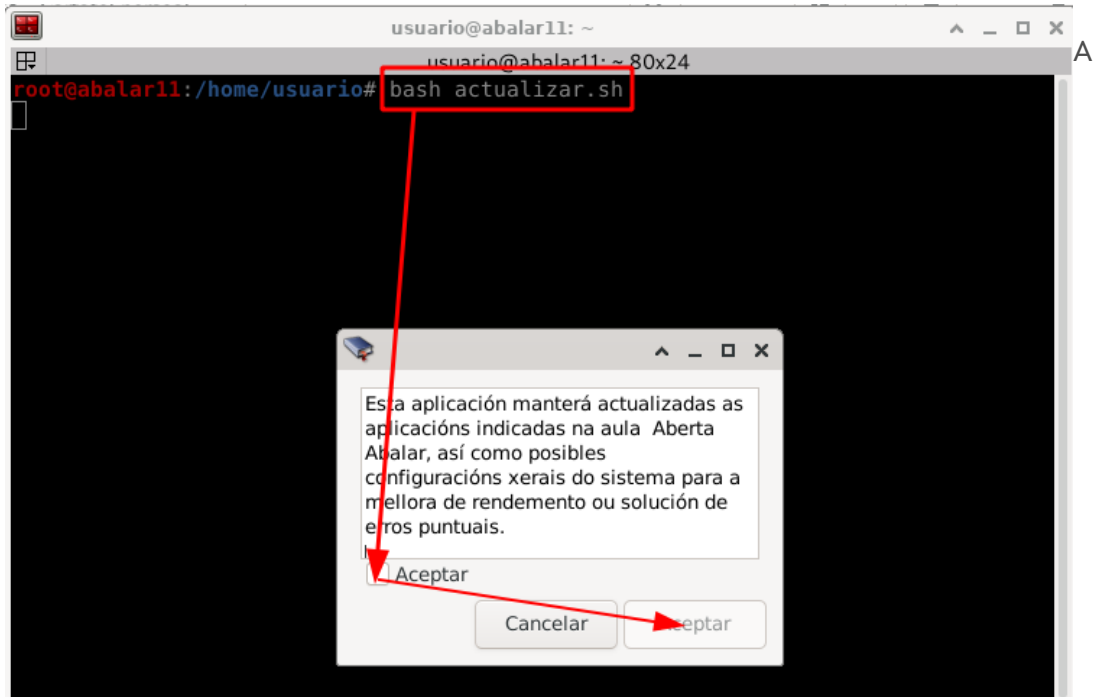 usuario@abalar11: ~
A
usuario@abalar11: ~ 80x24
root@abalar11:/home/usuario# bash actualizar.sh
Esta aplicación manterá actualizadas as
aplicacións indicadas na aula Aberta
Abalar, así como posibles
configuracións xerais do sistema para a
mellora de rendemento ou solución de
erros puntuais.
Aceptar
Cancelar
Aceptar